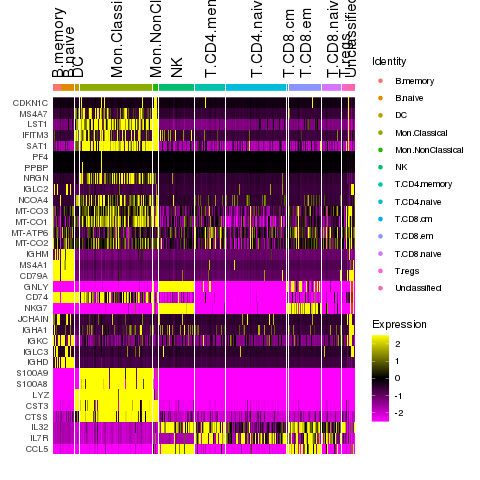 B.memory
B.naive
DC
Mon.Classi
Mon.NonCl
NK
T.CD4.mem
T.CD4.naiv
T.CD8.cm
T.CD8.em
T.CD8.naiv
T.regs
Unclassified
CDKN1C
MS4A7
LST1
IFITM3
SAT1
PF4
PPBP
NRGN
IGLC2
NCOA4
MT-CO3
MT-CO1
MT-ATP6
MT-CO2
IGHM
MS4A1
CD79A
GNLY
CD74
NKG7
JCHAIN
IGHA1
IGKC
IGLC3
IGHD
S100A9
S100A8
LYZ
CST3
CTSS
IL32
IL7R
CCL5
Identity
B.memory
B.naive
DC
Mon.Classical
Mon.NonClassical
NK
T.CD4.memory
T.CD4.naive
T.CD8.cm
T.CD8.em
T.CD8.naive
T.regs
Unclassified
Expression
2
1
0
-1
-2